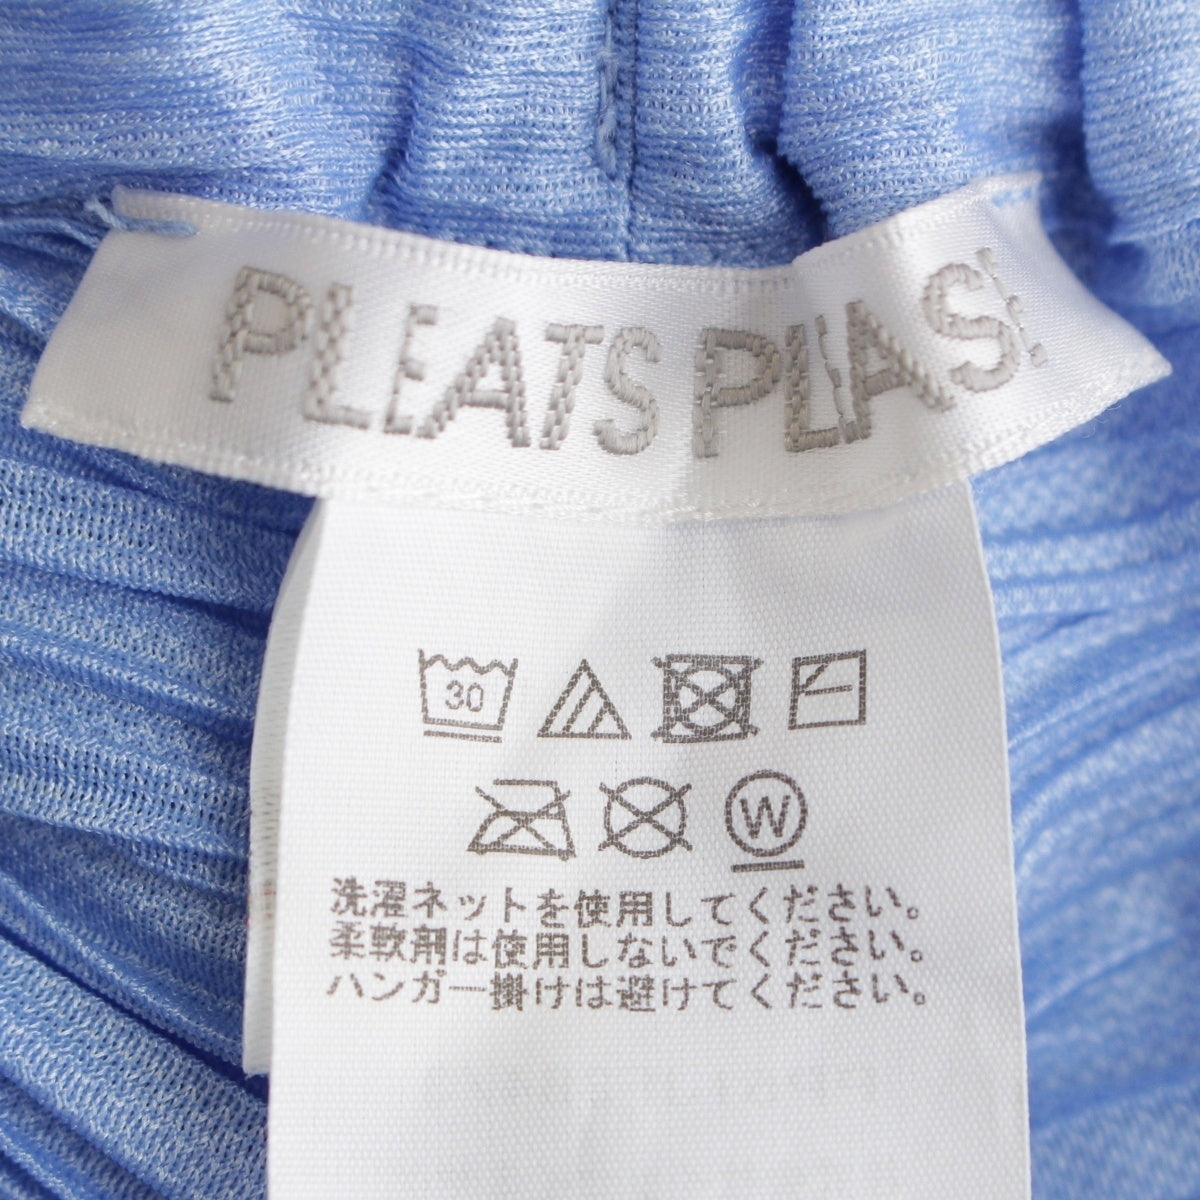 PLEATS PLEASE
30
W
洗濯ネットを使用してください。
柔軟剤は使用しないでください。
ハンガー掛けは避けてください。